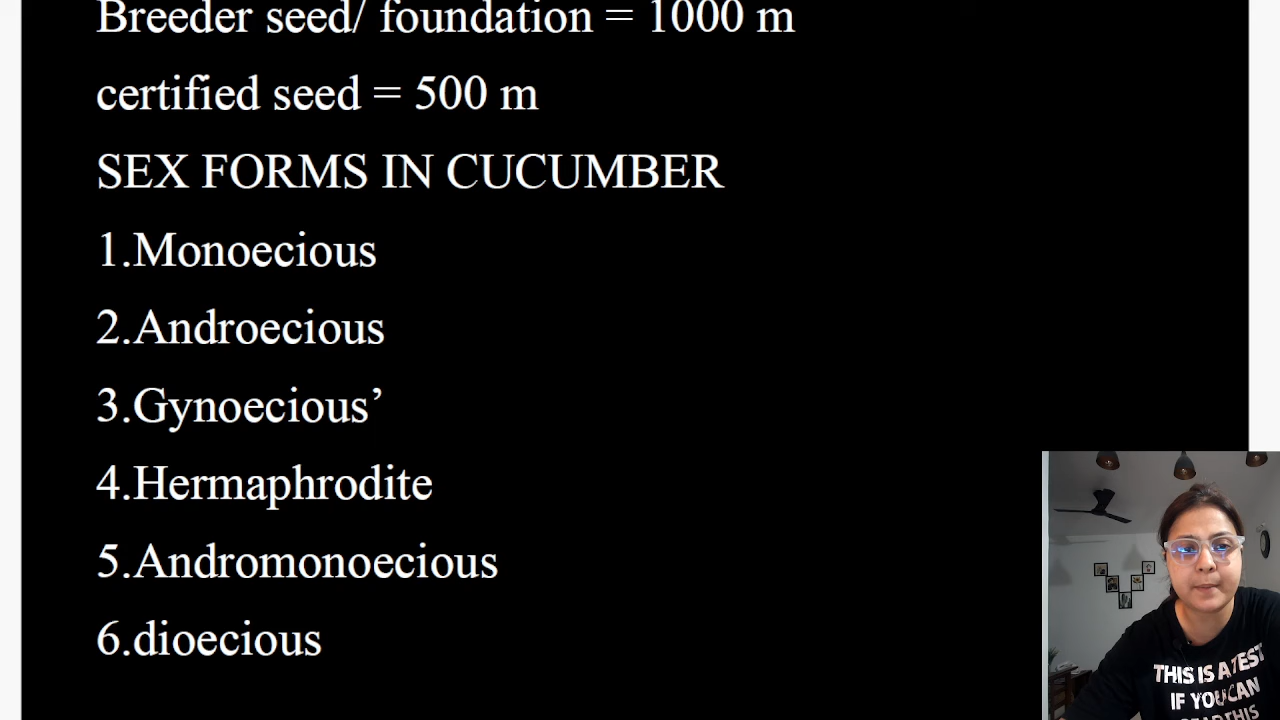 Breeder seed/ foundation = 1000 m
certified seed = 500 m
SEX FORMS IN CUCUMBER
1.Monoecious
2.Androecious
3.Gynoecious’
4.Hermaphrodite
5.Andromonoecious
6.dioecious
THIS IS A TEST
IF YOU CAN
THIS